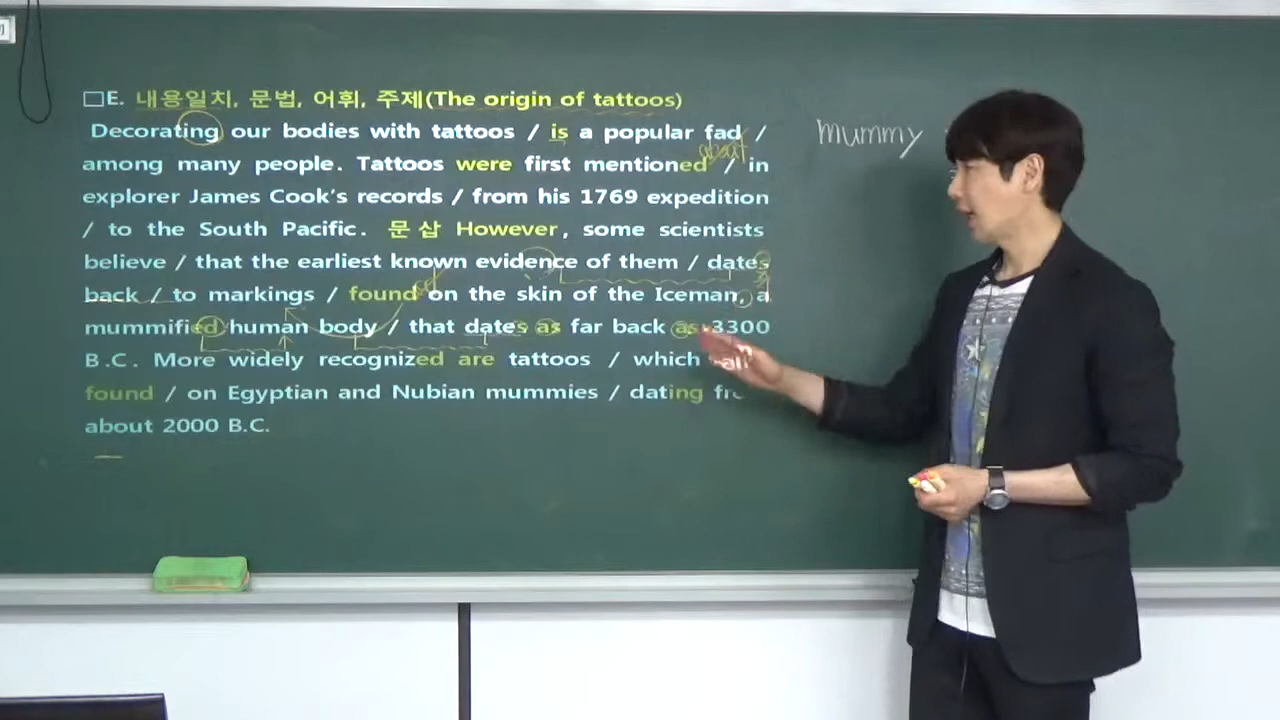 □E. 내용일치, 문법, 어휘, 주제(The origin of tattoos)
Decorating our bodies with tattoos / is a popular fad /
among many people. Tattoos were first mentioned / in
explorer James Cook's records / from his 1769 expedition
/ to the South Pacific. 문 삽 However, some scientists
believe / that the earliest known evidence of them / dates
back / to markings / found on the skin of the Iceman, a
mummified human body / that dates as far back as 3300
B.C. More widely recognized are tattoos / which
found / on Egyptian and Nubian mummies / dating
about 2000 B.C.
mummy